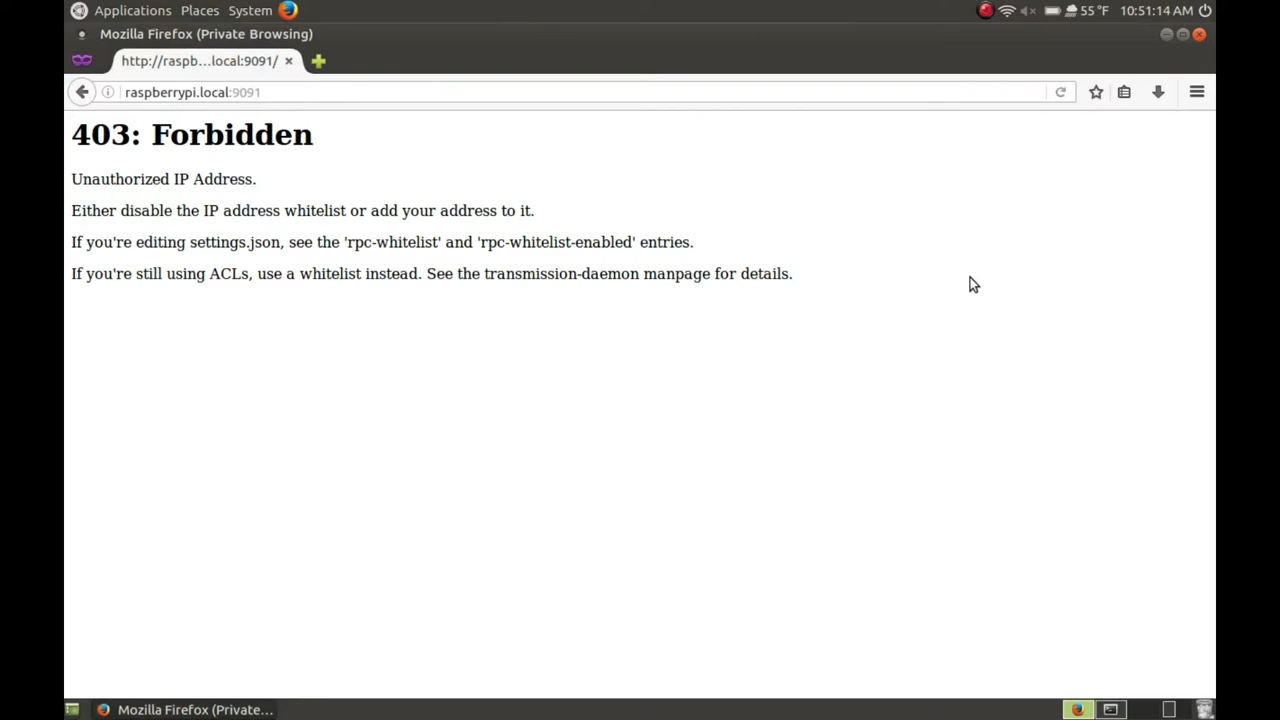 Applications Places System 55 °F 10:51:14 AM
Mozilla Firefox (Private Browsing)
http://raspb...local:9091/
raspberrypi.local:9091
403: Forbidden
Unauthorized IP Address.
Either disable the IP address whitelist or add your address to it.
If you're editing settings.json, see the 'rpc-whitelist' and 'rpc-whitelist-enabled' entries.
If you're still using ACLs, use a whitelist instead. See the transmission-daemon manpage for details.
Mozilla Firefox (Private...